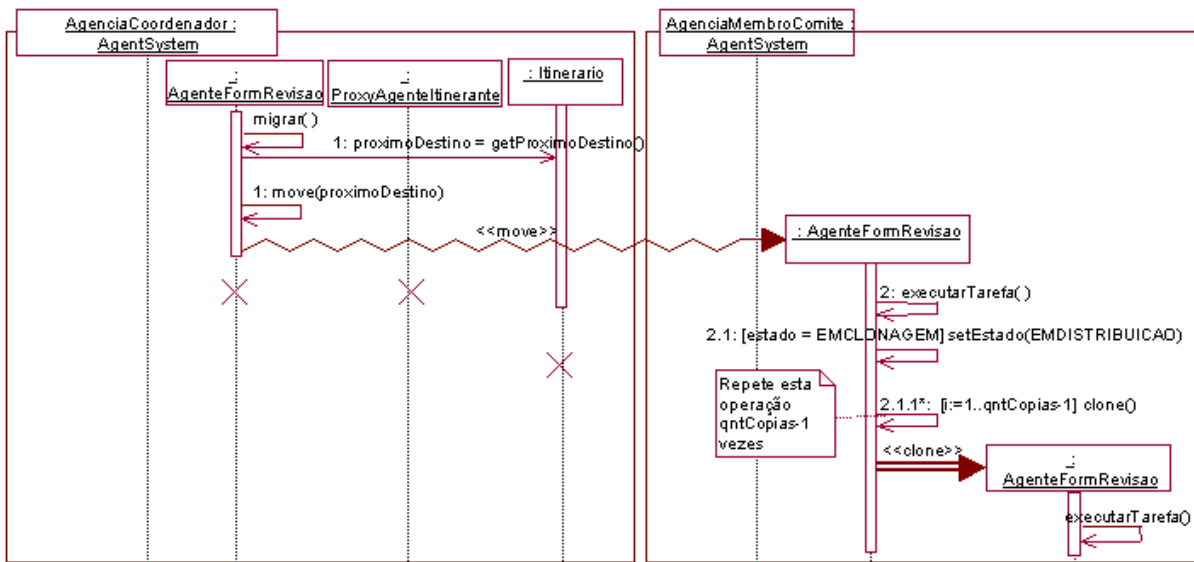 AgenciaCoordenador :
AgentSystem
AgenciaMembroComite :
AgentSystem
:
AgenteFormRevisao
:
ProxyAgenteItinerante
: Itinerario
migrar( )
1: proximoDestino = getProximoDestino()
1: move(proximoDestino)
<<move>>
: AgenteFormRevisao
2: executarTarefa( )
2.1: [estado = EMCLONAGEM] setEstado(EMDISTRIBUICAO)
Repete esta
operação
qntCopias-1
vezes
2.1.1*: [i:=1..qntCopias-1] clone()
<<clone>>
:
AgenteFormRevisao
executarTarefa()